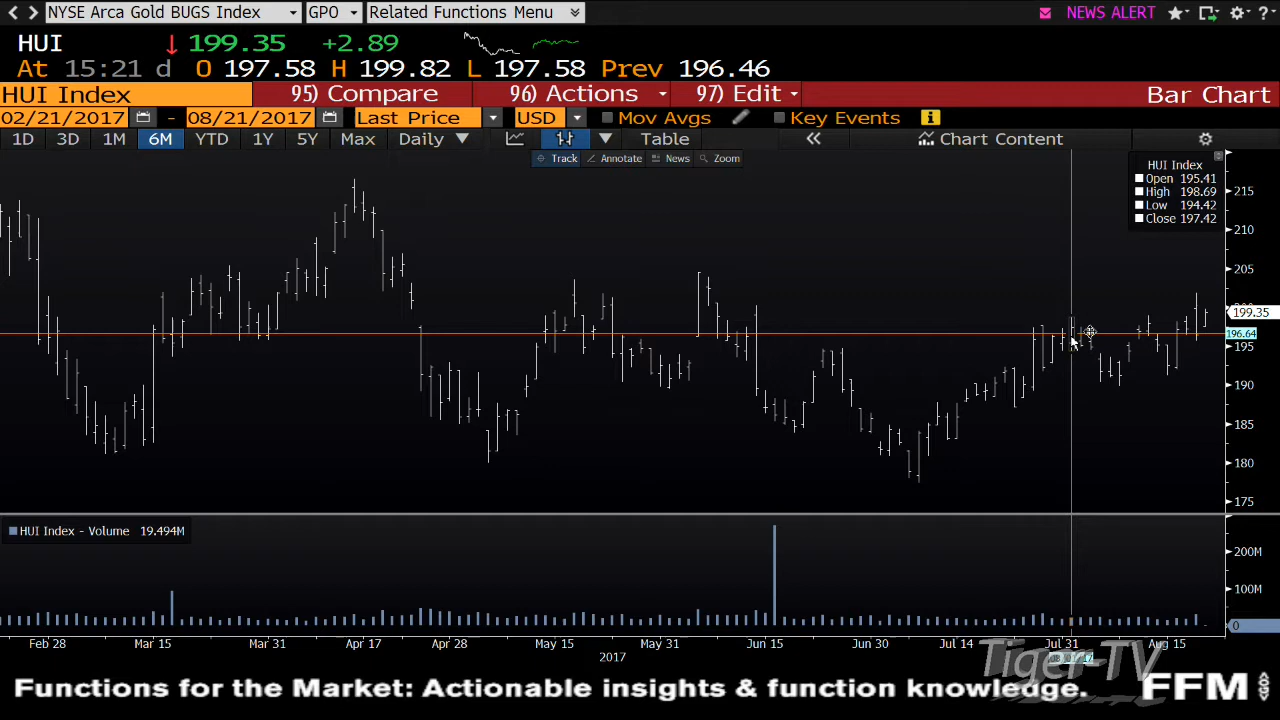 NYSE Arca Gold BUGS Index GPO Related Functions Menu NEWS ALERT ?
HUI 199.35 +2.89
At 15:21 d O 197.58 H 199.82 L 197.58 Prev 196.46
HUI Index 95) Compare 96) Actions 97) Edit Bar Chart
02/21/2017 - 08/21/2017 Last Price USD Mov Avgs Key Events i
1D 3D 1M 6M YTD 1Y 5Y Max Daily Table « Chart Content
Track Annotate News Zoom
HUI Index
Open 195.41
High 198.69
Low 194.42
Close 197.42
215
210
205
199.35
196.64
195
190
185
180
175
HUI Index - Volume 19.494M
200M
100M
0
Feb 28 Mar 15 Mar 31 Apr 17 Apr 28 May 15 May 31 Jun 15 Jun 30 Jul 14 Jul 31 Aug 15
2017
Tiger-TV
Functions for the Market: Actionable insights & function knowledge. FFM